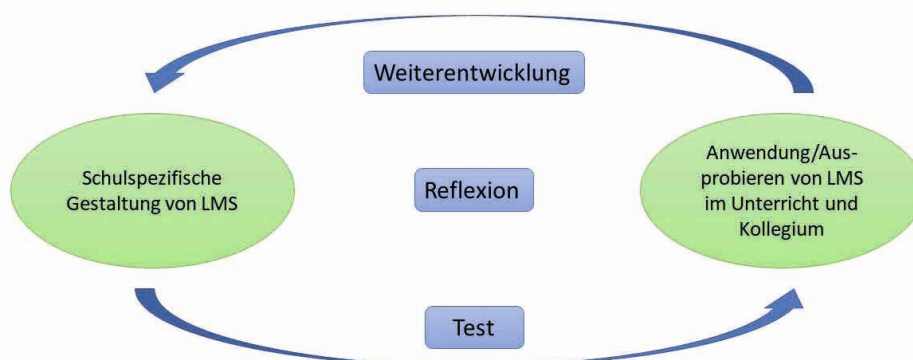 Weiterentwicklung
Schulspezifische
Gestaltung von LMS
Reflexion
Anwendung/Aus-
probieren von LMS
im Unterricht und
Kollegium
Test